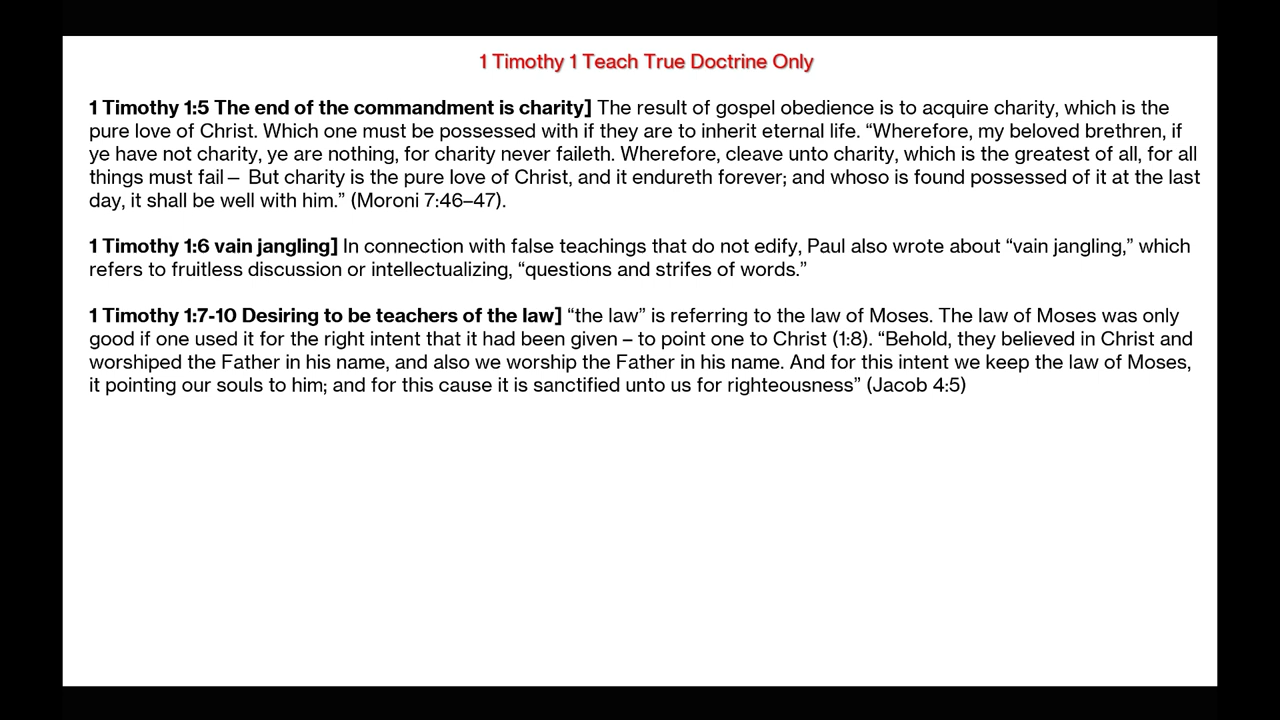 1 Timothy 1 Teach True Doctrine Only
1 Timothy 1:5 The end of the commandment is charity] The result of gospel obedience is to acquire charity, which is the
pure love of Christ. Which one must be possessed with if they are to inherit eternal life. “Wherefore, my beloved brethren, if
ye have not charity, ye are nothing, for charity never faileth. Wherefore, cleave unto charity, which is the greatest of all, for all
things must fail— But charity is the pure love of Christ, and it endureth forever; and whoso is found possessed of it at the last
day, it shall be well with him.” (Moroni 7:46–47).
1 Timothy 1:6 vain jangling] In connection with false teachings that do not edify, Paul also wrote about “vain jangling,” which
refers to fruitless discussion or intellectualizing, “questions and strifes of words.”
1 Timothy 1:7-10 Desiring to be teachers of the law] “the law” is referring to the law of Moses. The law of Moses was only
good if one used it for the right intent that it had been given – to point one to Christ (1:8). “Behold, they believed in Christ and
worshiped the Father in his name, and also we worship the Father in his name. And for this intent we keep the law of Moses,
it pointing our souls to him; and for this cause it is sanctified unto us for righteousness” (Jacob 4:5)